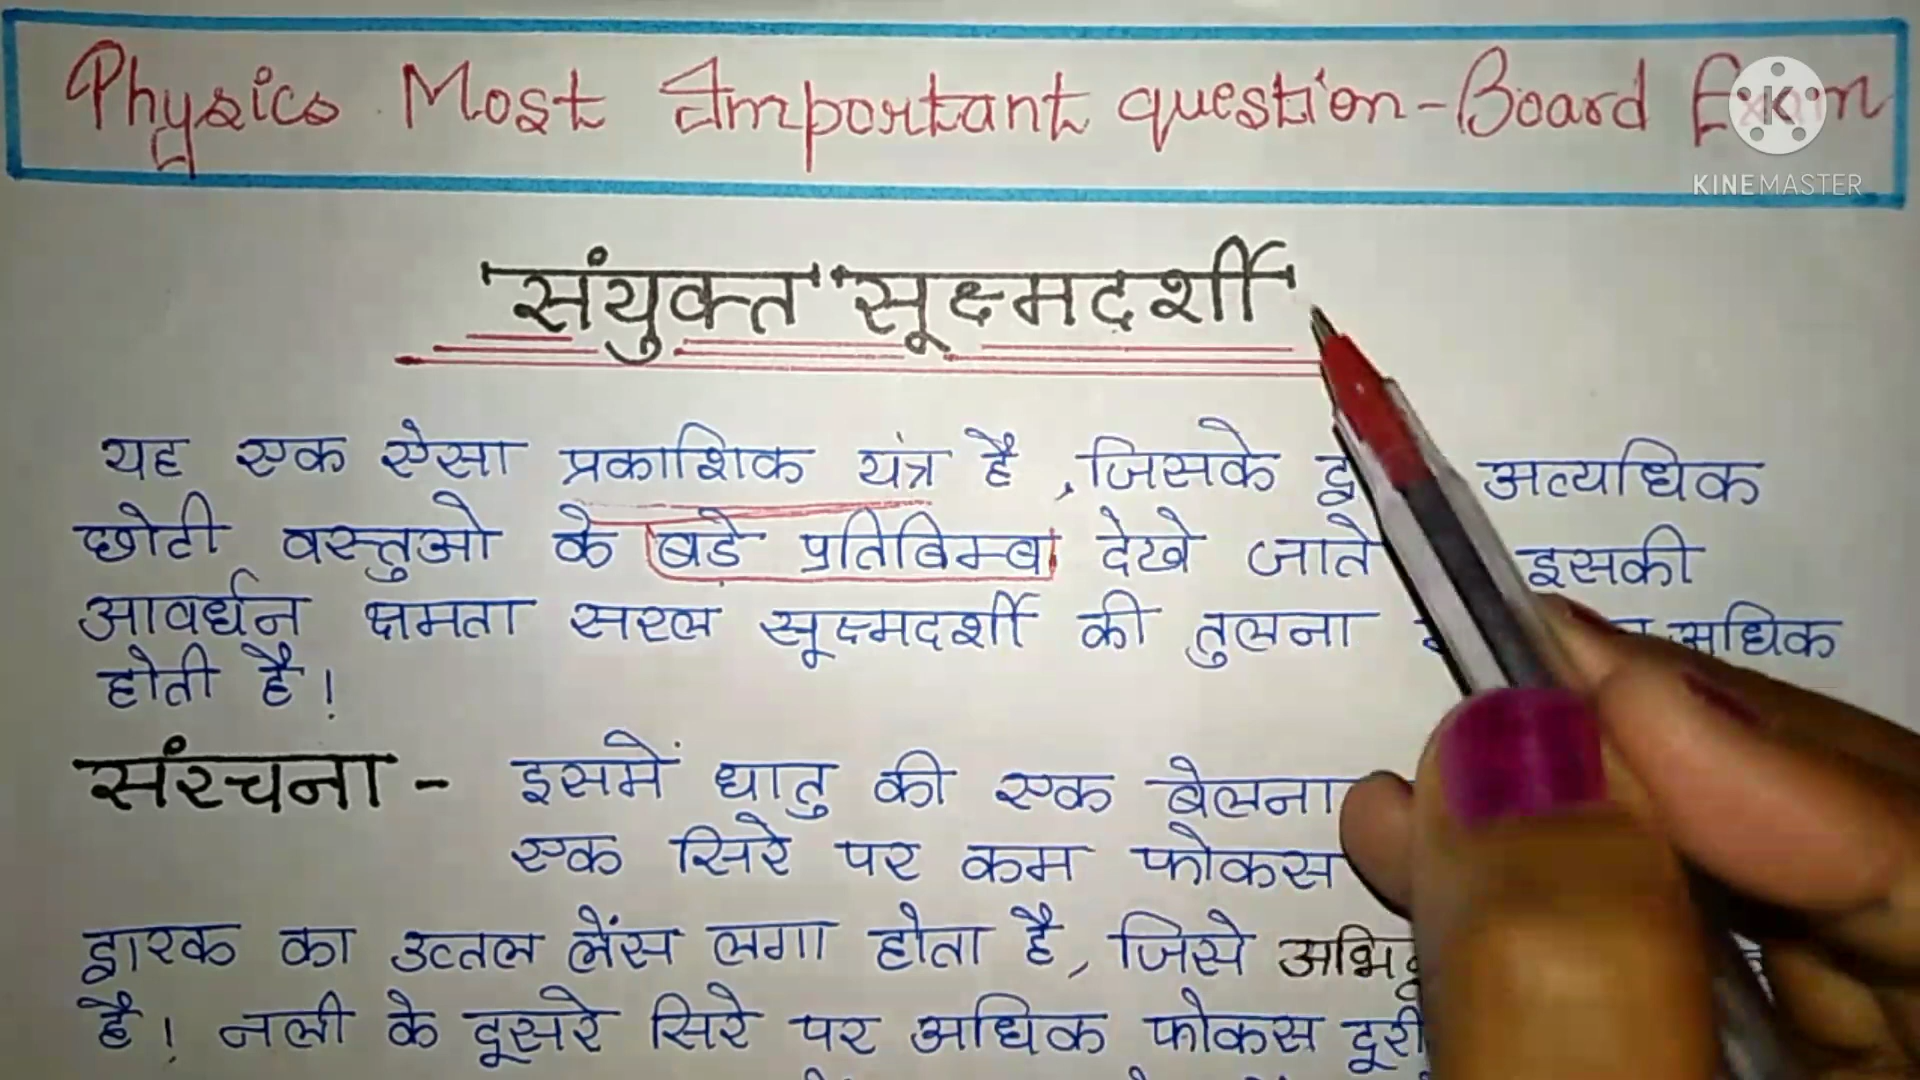 Physics Most Important question-Board Exam
KINEMASTER
संयुक्त सूक्ष्मदर्शी
यह एक ऐसा प्रकाशिक यंत्र है, जिसके अत्यधिक
छोटी वस्तुओ के बडे प्रतिबिम्ब देखे जाते इसकी
आवर्धन क्षमता सरल सूक्ष्मदर्शी की तुलना अधिक
होती है!
संरचना - इसमें धातु की एक
एक सिरे पर कम फोकस
द्वारक का उत्तल लेंस लगा होता है, जिसे
है! नली के दूसरे सिरे पर अधिक फोकस दूरी